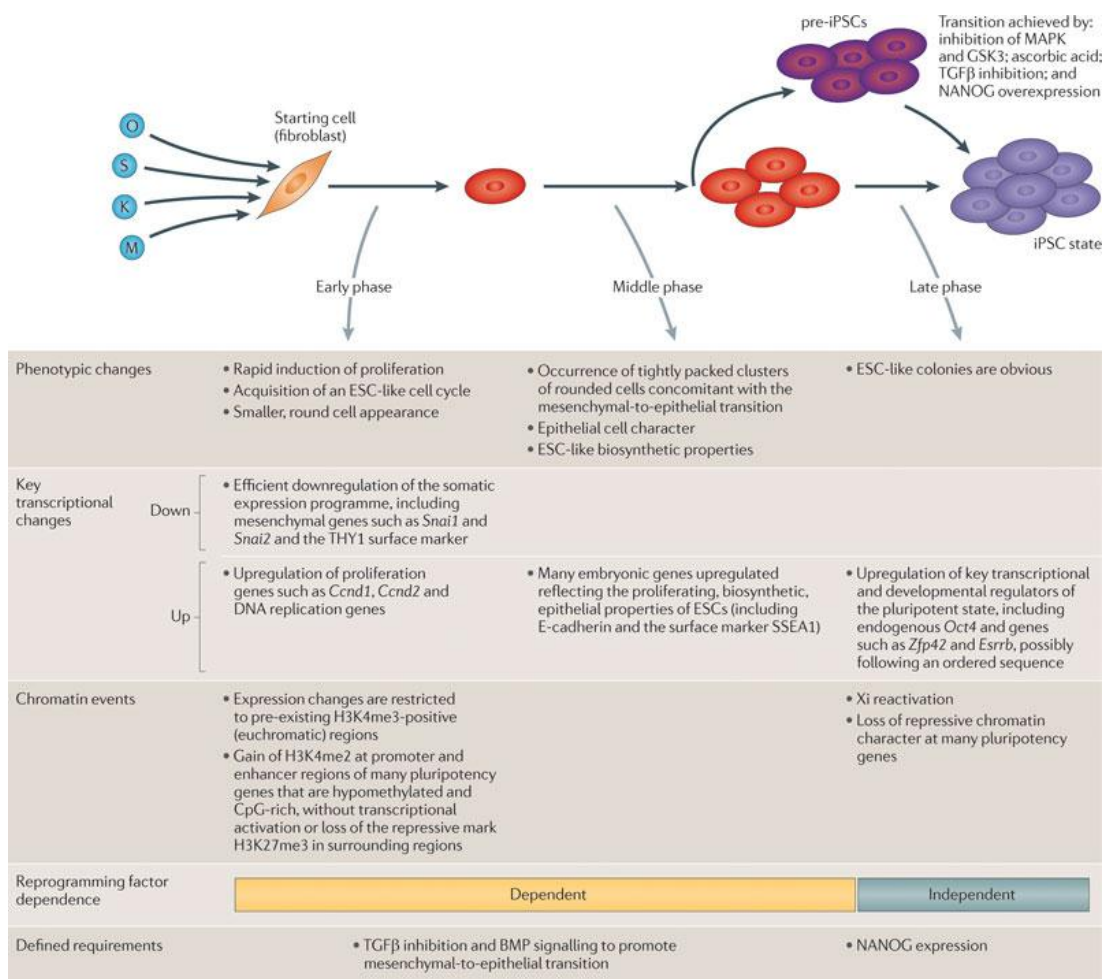 pre-iPSCs
Transition achieved by:
inhibition of MAPK
and GSK3; ascorbic acid;
TGFβ inhibition; and
NANOG overexpression
Starting cell
(fibroblast)
O
S
K
M
iPSC state
Early phase
Middle phase
Late phase
Phenotypic changes
• Rapid induction of proliferation
• Acquisition of an ESC-like cell cycle
• Smaller, round cell appearance
• Occurrence of tightly packed clusters
of rounded cells concomitant with the
mesenchymal-to-epithelial transition
• Epithelial cell character
• ESC-like biosynthetic properties
• ESC-like colonies are obvious
Key
transcriptional
changes
Down
• Efficient downregulation of the somatic
expression programme, including
mesenchymal genes such as Snai1 and
Snai2 and the THY1 surface marker
Up
• Upregulation of proliferation
genes such as Ccnd1, Ccnd2 and
DNA replication genes
• Many embryonic genes upregulated
reflecting the proliferating, biosynthetic,
epithelial properties of ESCs (including
E-cadherin and the surface marker SSEA1)
• Upregulation of key transcriptional
and developmental regulators
of the pluripotent state, including
endogenous Oct4 and genes
such as Zfp42 and Esrrb, possibly
following an ordered sequence
Chromatin events
• Expression changes are restricted
to pre-existing H3K4me3-positive
(euchromatic) regions
• Gain of H3K4me2 at promoter and
enhancer regions of many pluripotency
genes that are hypomethylated and
CpG-rich, without transcriptional
activation or loss of the repressive mark
H3K27me3 in surrounding regions
• Xi reactivation
• Loss of repressive chromatin
character at many pluripotency
genes
Reprogramming factor
dependence
Dependent
Independent
Defined requirements
• TGFβ inhibition and BMP signalling to promote
mesenchymal-to-epithelial transition
• NANOG expression